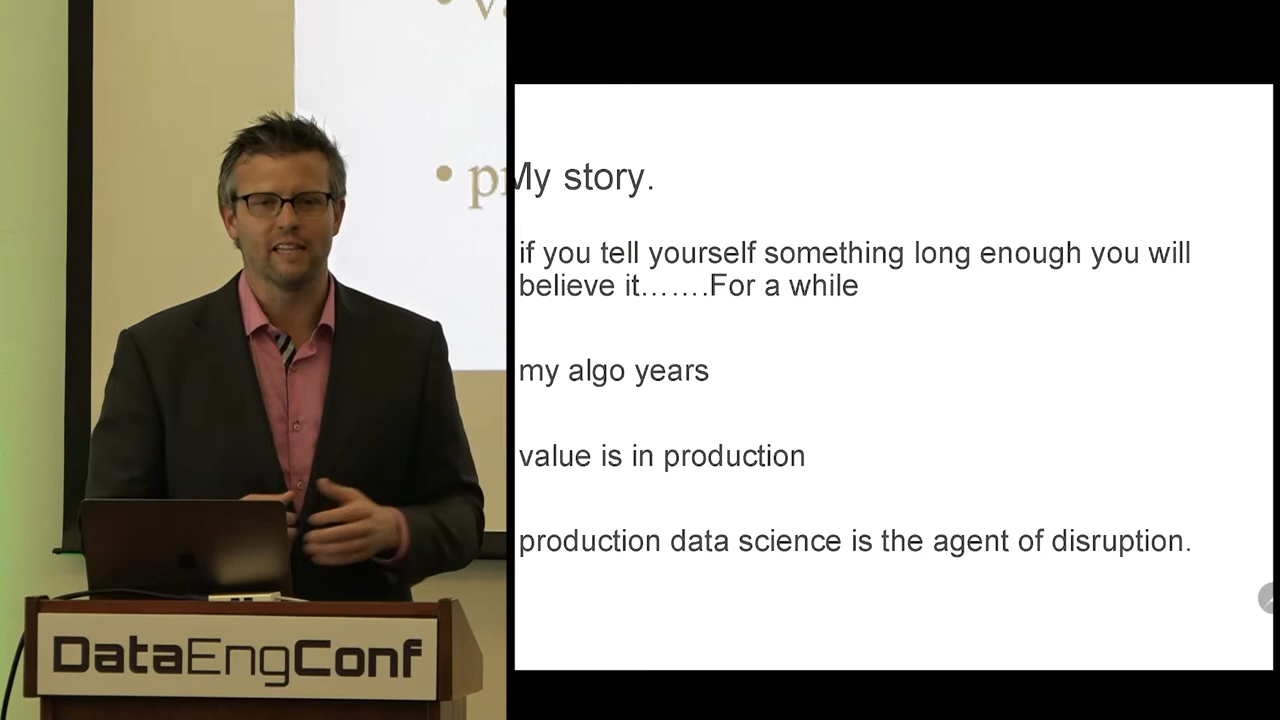 My story.
if you tell yourself something long enough you will
believe it…….For a while
my algo years
value is in production
production data science is the agent of disruption.
DataEngConf